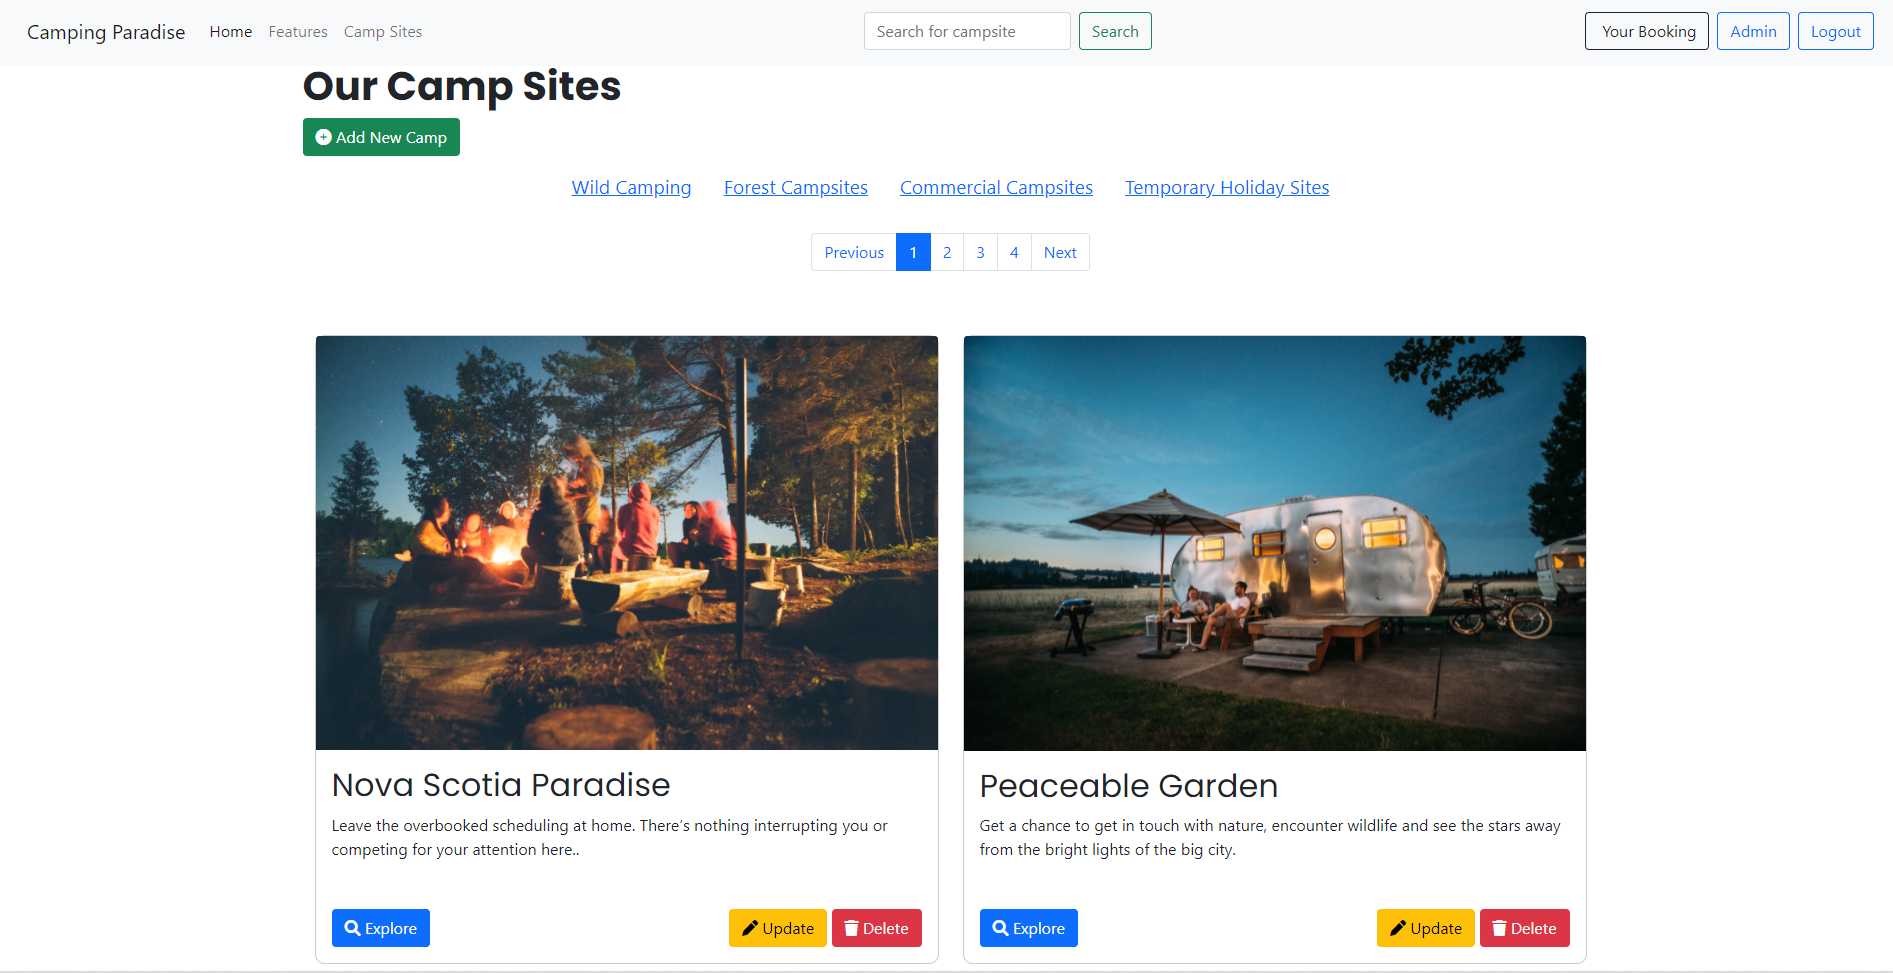 Camping Paradise Home Features Camp Sites Search for campsite Search Your Booking Admin Logout
Our Camp Sites
Add New Camp
Wild Camping Forest Campsites Commercial Campsites Temporary Holiday Sites
Previous 1 2 3 4 Next
Nova Scotia Paradise
Leave the overbooked scheduling at home. There's nothing interrupting you or
competing for your attention here..
Explore Update Delete
Peaceable Garden
Get a chance to get in touch with nature, encounter wildlife and see the stars away
from the bright lights of the big city.
Explore Update Delete